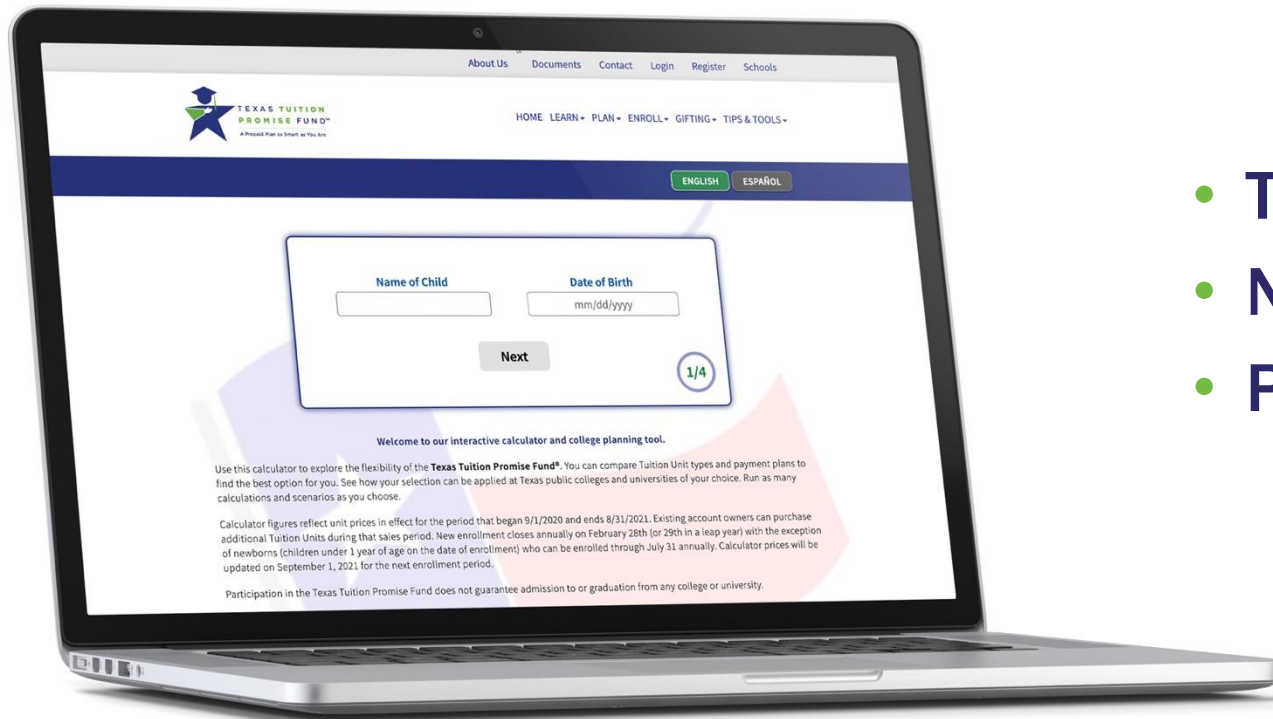 About Us Documents Contact Login Register Schools
TEXAS TUITION
PROMISE FUND℠
A Prepaid Plan as Smart as You Are
HOME LEARN PLAN ENROLL GIFTING TIPS & TOOLS
ENGLISH ESPAÑOL
Name of Child Date of Birth
mm/dd/yyyy
Next
1/4
Welcome to our interactive calculator and college planning tool.
Use this calculator to explore the flexibility of the Texas Tuition Promise Fund®. You can compare Tuition Unit types and payment plans to
find the best option for you. See how your selection can be applied at Texas public colleges and universities of your choice. Run as many
calculations and scenarios as you choose.
Calculator figures reflect unit prices in effect for the period that began 9/1/2020 and ends 8/31/2021. Existing account owners can purchase
additional Tuition Units during that sales period. New enrollment closes annually on February 28th (or 29th in a leap year) with the exception
of newborns (children under 1 year of age on the date of enrollment) who can be enrolled through July 31 annually. Calculator prices will be
updated on September 1, 2021 for the next enrollment period.
Participation in the Texas Tuition Promise Fund does not guarantee admission to or graduation from any college or university.
• T
• N
• P